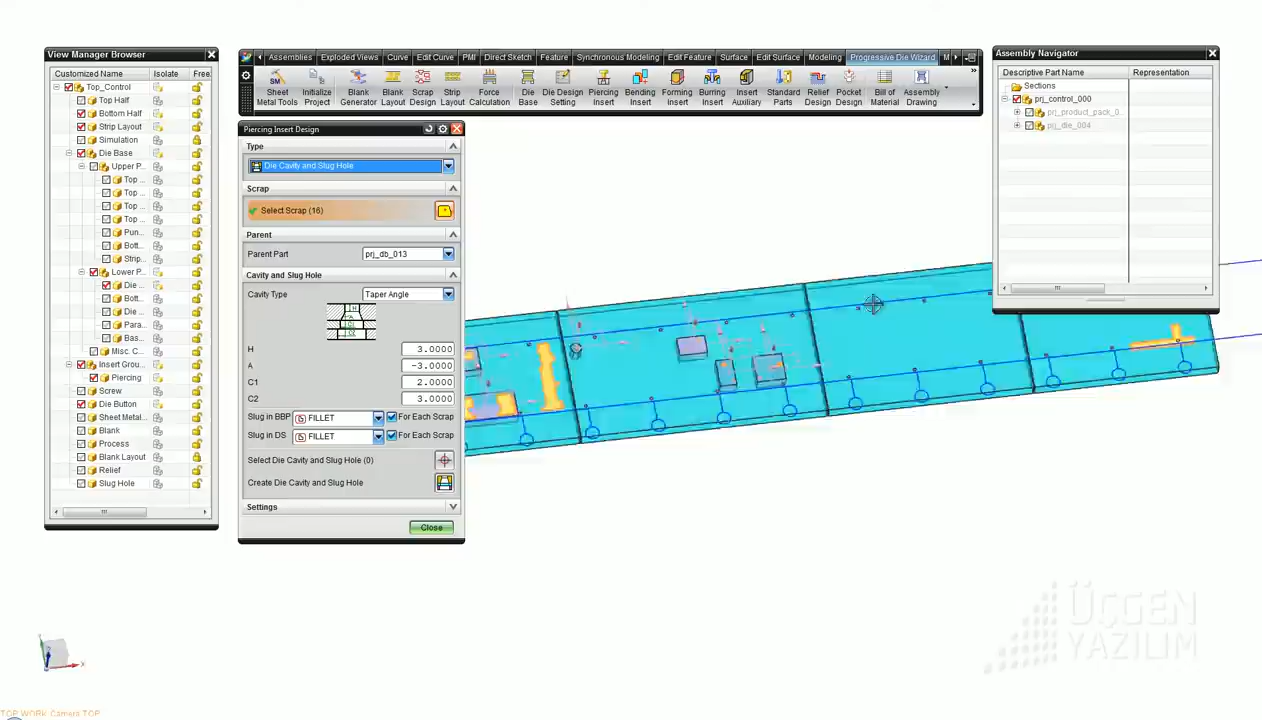 View Manager Browser
Customized Name Isolate Free
Top_Control
Top Half
Bottom Half
Strip Layout
Simulation
Die Base
Upper P...
Top ...
Top ...
Top ...
Top ...
Pun...
Bott...
Strip...
Lower P...
Die ...
Bott...
Die ...
Para...
Base...
Misc. C...
Insert Grou...
Piercing
Screw
Die Button
Sheet Metal...
Blank
Process
Blank Layout
Relief
Slug Hole
Assemblies Exploded Views Curve Edit Curve PMI Direct Sketch Feature Synchronous Modeling Edit Feature Surface Edit Surface Modeling Progressive Die Wizard M
Sheet Metal Tools
Initialize Project
Blank Generator
Blank Layout
Scrap Design
Strip Layout
Force Calculation
Die Base
Die Design Setting
Piercing Insert
Bending Insert
Forming Insert
Burring Insert
Insert Auxiliary
Standard Parts
Relief Design
Pocket Design
Bill of Material
Assembly Drawing
Piercing Insert Design
Type
Die Cavity and Slug Hole
Scrap
Select Scrap (16)
Parent
Parent Part prj_db_013
Cavity and Slug Hole
Cavity Type Taper Angle
H 3.0000
A -3.0000
C1 2.0000
C2 3.0000
Slug in BBP FILLET For Each Scrap
Slug in DS FILLET For Each Scrap
Select Die Cavity and Slug Hole (0)
Create Die Cavity and Slug Hole
Settings
Close
Assembly Navigator
Descriptive Part Name Representation
Sections
prj_control_000
prj_product_pack_0...
prj_die_004
ÜÇGEN
YAZILIM
TOP WORK Camera TOP